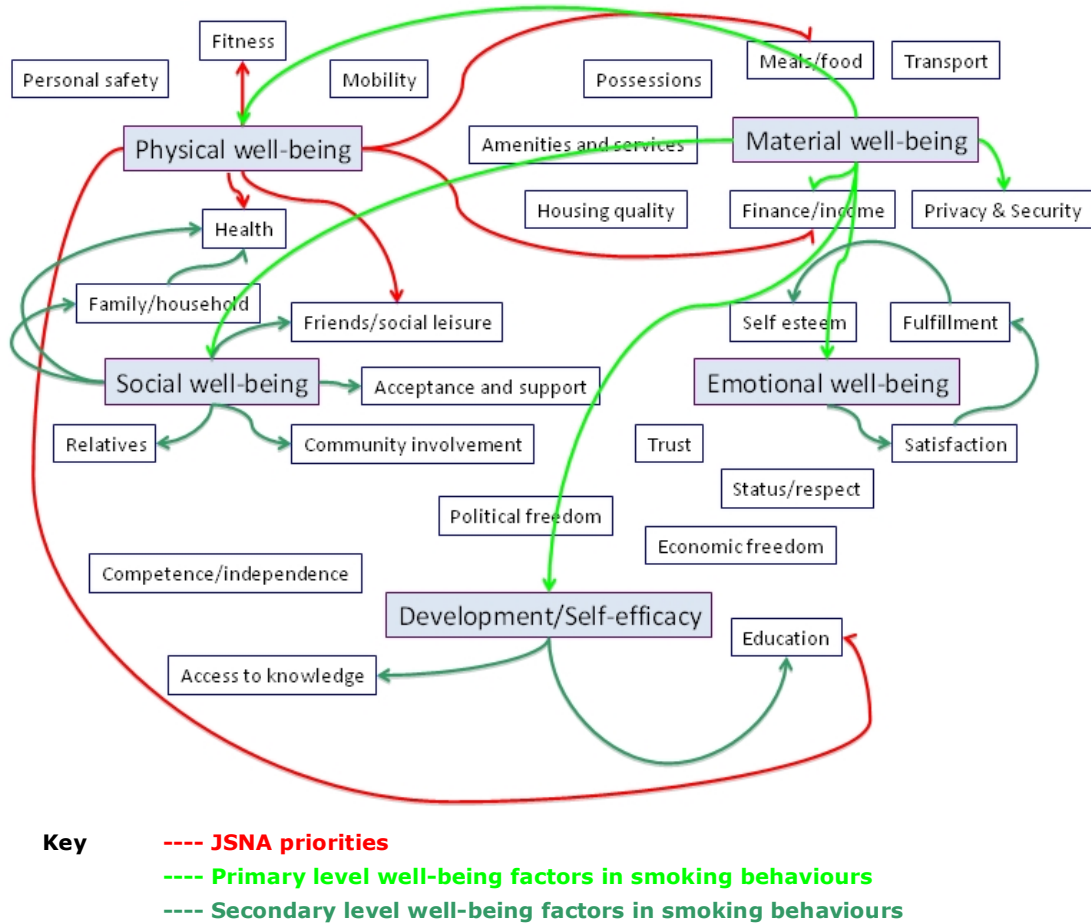 Fitness
Meals/food
Transport
Personal safety
Mobility
Possessions
Physical well-being
Amenities and services
Material well-being
Health
Housing quality
Finance/income
Privacy & Security
Family/household
Friends/social leisure
Self esteem
Fulfillment
Social well-being
Acceptance and support
Emotional well-being
Relatives
Community involvement
Trust
Satisfaction
Status/respect
Political freedom
Economic freedom
Competence/independence
Development/Self-efficacy
Education
Access to knowledge
Key ---- JSNA priorities
---- Primary level well-being factors in smoking behaviours
---- Secondary level well-being factors in smoking behaviours